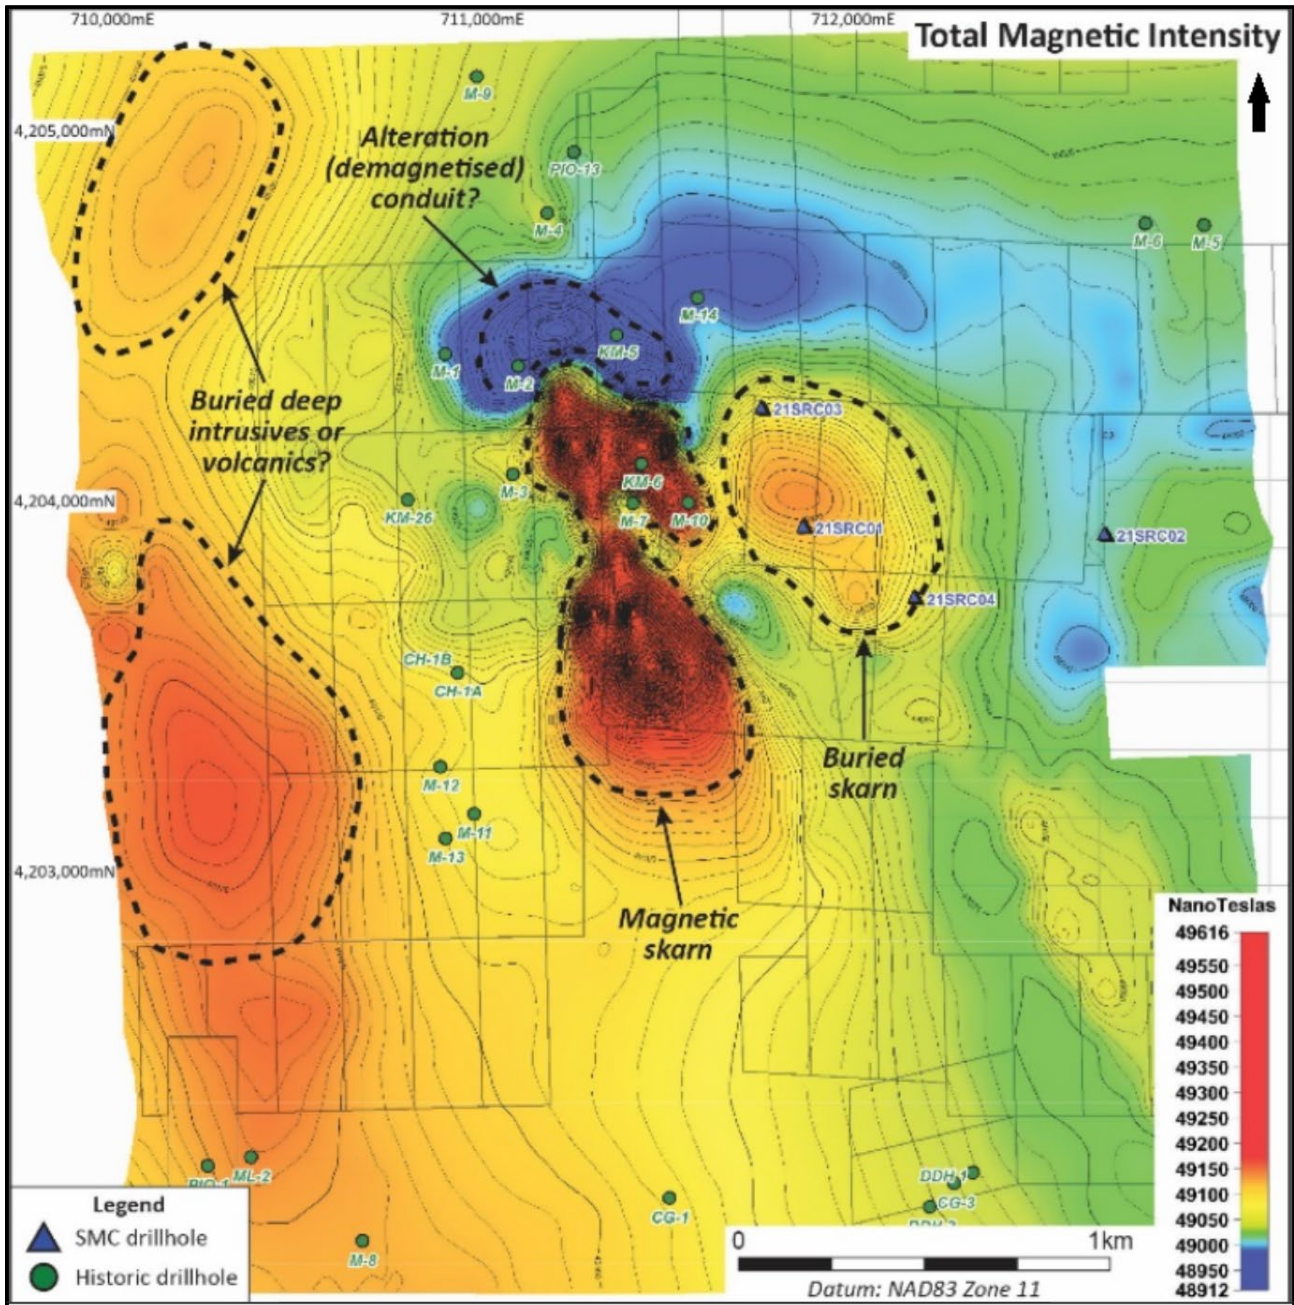 710,000mE
711,000mE
712,000mE
Total Magnetic Intensity
M-9
4,205,000mN
Alteration
(demagnetised)
conduit?
PIO-13
M-4
M-6
M-5
M-14
KM-5
M-1
M-2
Buried deep
intrusives or
volcanics?
21SRC03
M-3
KM-6
4,204,000mN
KM-26
M-7
M-10
21SRC01
21SRC02
21SRC04
CH-1B
CH-1A
Buried
skarn
M-12
M-11
M-13
4,203,000mN
Magnetic
skarn
NanoTeslas
49616
49550
49500
49450
49400
49350
49300
49250
49200
49150
49100
49050
49000
48950
48912
PIO-1
ML-2
DDH-1
CG-3
CG-1
M-8
Legend
SMC drillhole
Historic drillhole
0
1km
Datum: NAD83 Zone 11